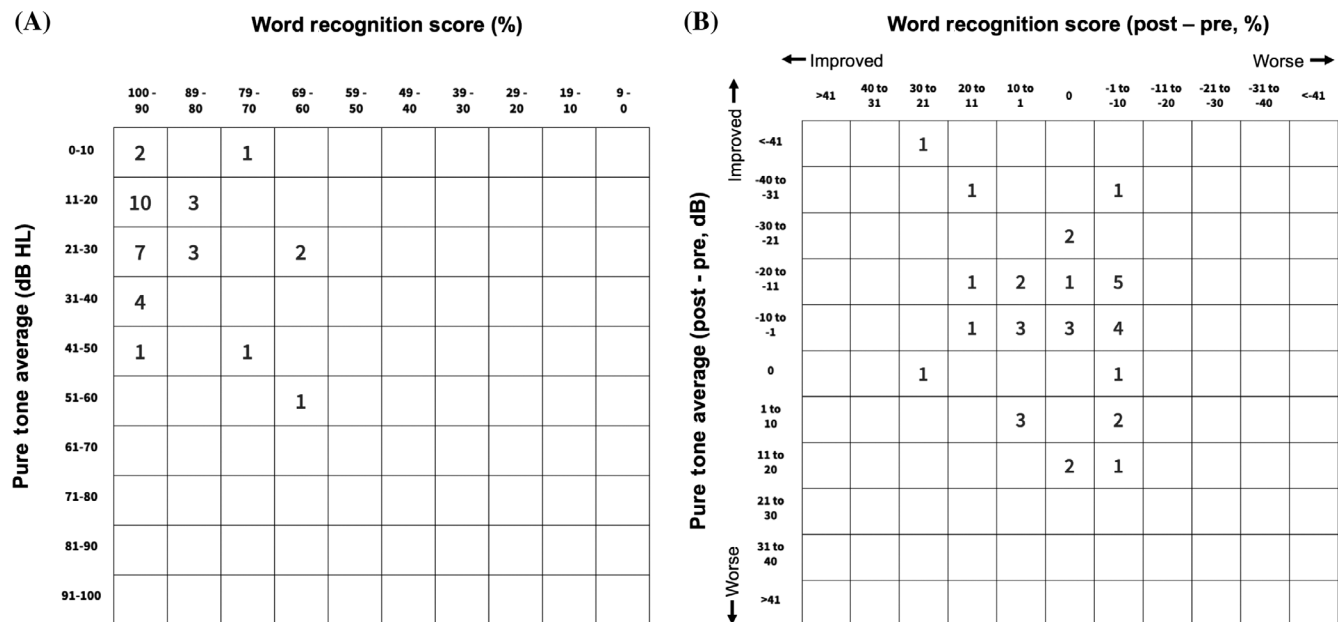 (A)
Word recognition score (%)
100 - 90
89 - 80
79 - 70
69 - 60
59 - 50
49 - 40
39 - 30
29 - 20
19 - 10
9 - 0
Pure tone average (dB HL)
0-10 2 1
11-20 10 3
21-30 7 3 2
31-40 4
41-50 1 1
51-60 1
61-70
71-80
81-90
91-100
(B)
Word recognition score (post – pre, %)
Improved
Worse
>41
40 to 31
30 to 21
20 to 11
10 to 1
0
-1 to -10
-11 to -20
-21 to -30
-31 to -40
<-41
Improved
Pure tone average (post - pre, dB)
Worse
<-41 1
-40 to -31 1 1
-30 to -21 2
-20 to -11 1 2 1 5
-10 to -1 1 3 3 4
0 1 1
1 to 10 3 2
11 to 20 2 1
21 to 30
31 to 40
>41